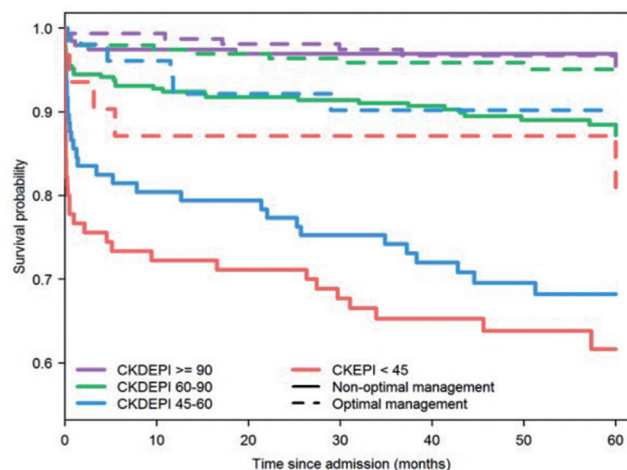 1.0
0.9
0.8
0.7
0.6
Survival probability
CKDEPI >= 90
CKDEPI 60-90
CKDEPI 45-60
CKEPI < 45
Non-optimal management
Optimal management
0 10 20 30 40 50 60
Time since admission (months)